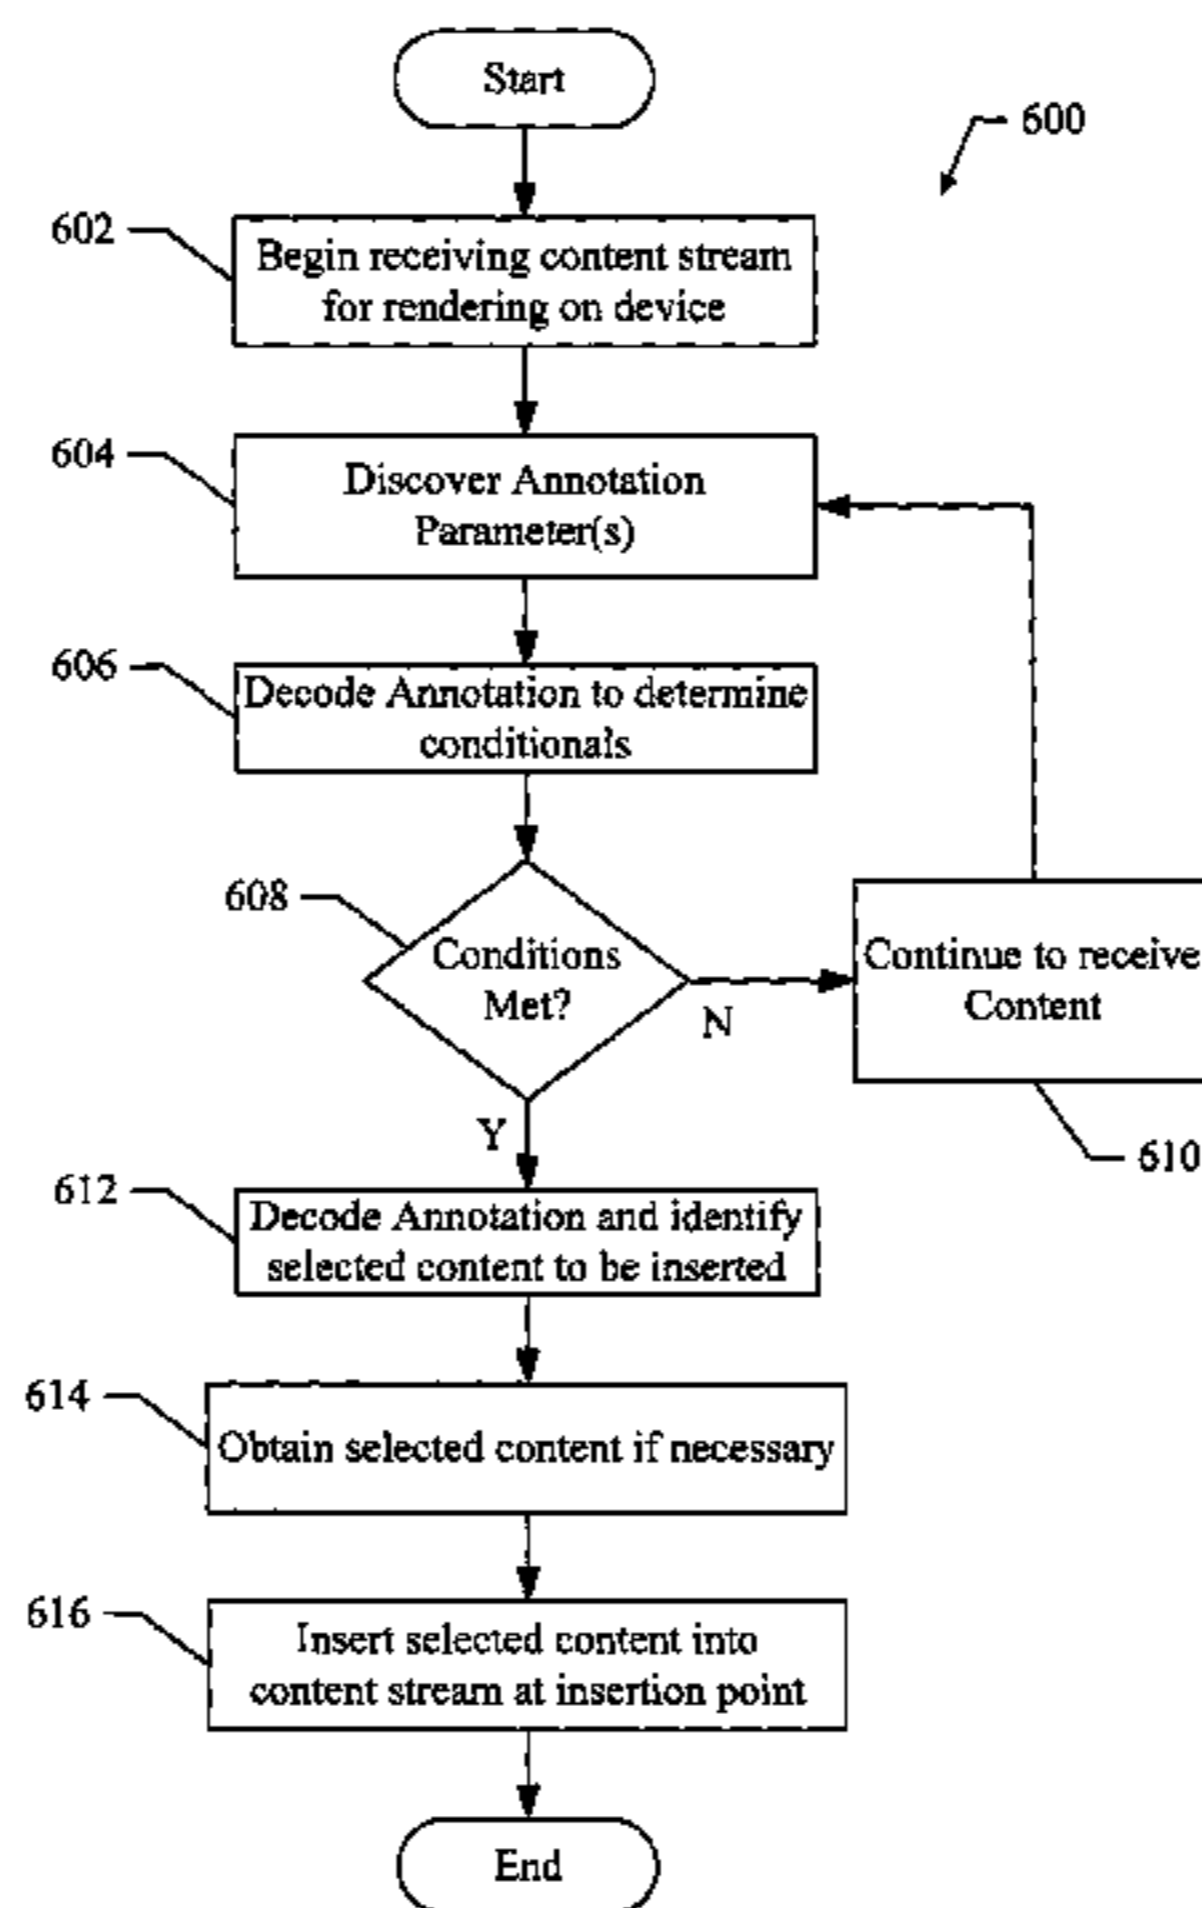 Start
600
602
Begin receiving content stream
for rendering on device
604
Discover Annotation
Parameter(s)
606
Decode Annotation to determine
conditionals
608
Conditions
Met?
N
Continue to receive
Content
610
Y
612
Decode Annotation and identify
selected content to be inserted
614
Obtain selected content if necessary
616
Insert selected content into
content stream at insertion point
End